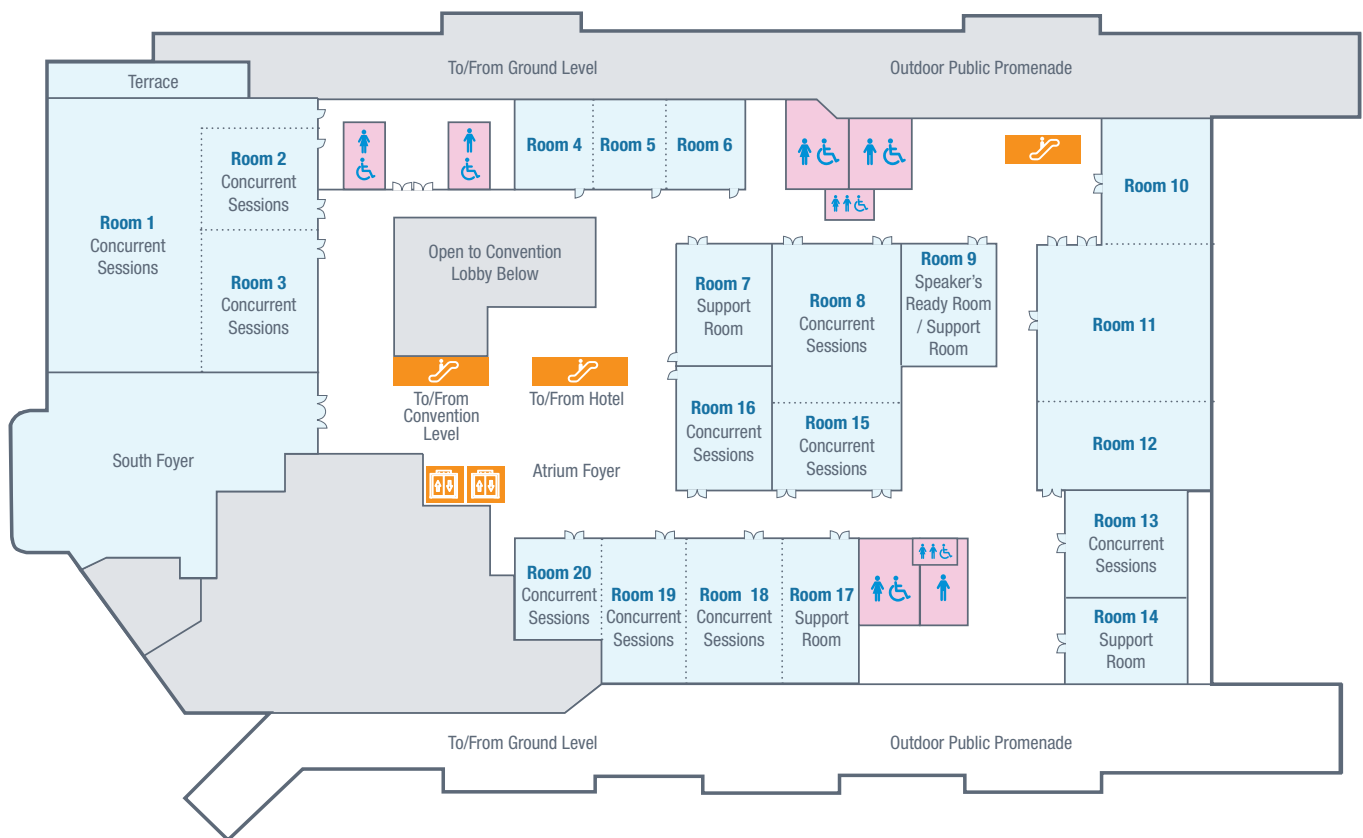 To/From Ground Level
Outdoor Public Promenade
Terrace
Room 1
Concurrent
Sessions
Room 2
Concurrent
Sessions
Room 3
Concurrent
Sessions
Room 4
Room 5
Room 6
Room 10
Open to Convention
Lobby Below
Room 7
Support
Room
Room 8
Concurrent
Sessions
Room 9
Speaker's
Ready Room
/ Support
Room
Room 11
To/From
Convention
Level
To/From Hotel
Room 16
Concurrent
Sessions
Room 15
Concurrent
Sessions
Room 12
South Foyer
Atrium Foyer
Room 13
Concurrent
Sessions
Room 20
Concurrent
Sessions
Room 19
Concurrent
Sessions
Room 18
Concurrent
Sessions
Room 17
Support
Room
Room 14
Support
Room
To/From Ground Level
Outdoor Public Promenade